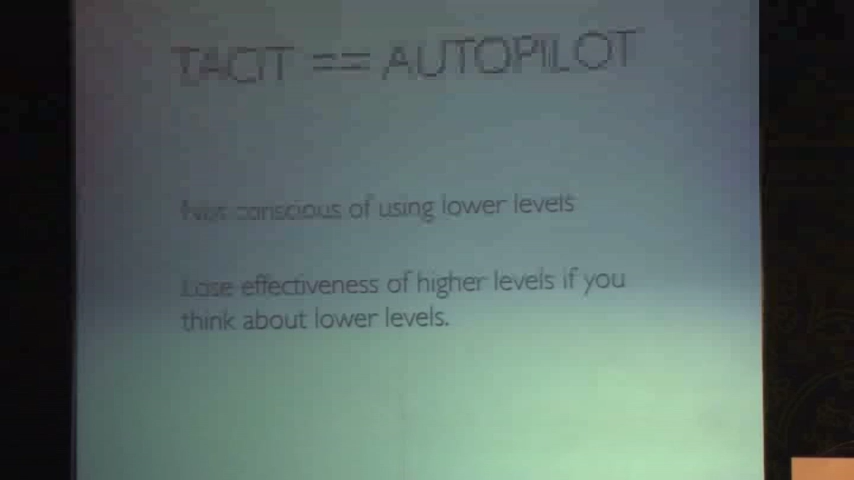 TACIT == AUTOPILOT
Not conscious of using lower levels
Lose effectiveness of higher levels if you
think about lower levels.